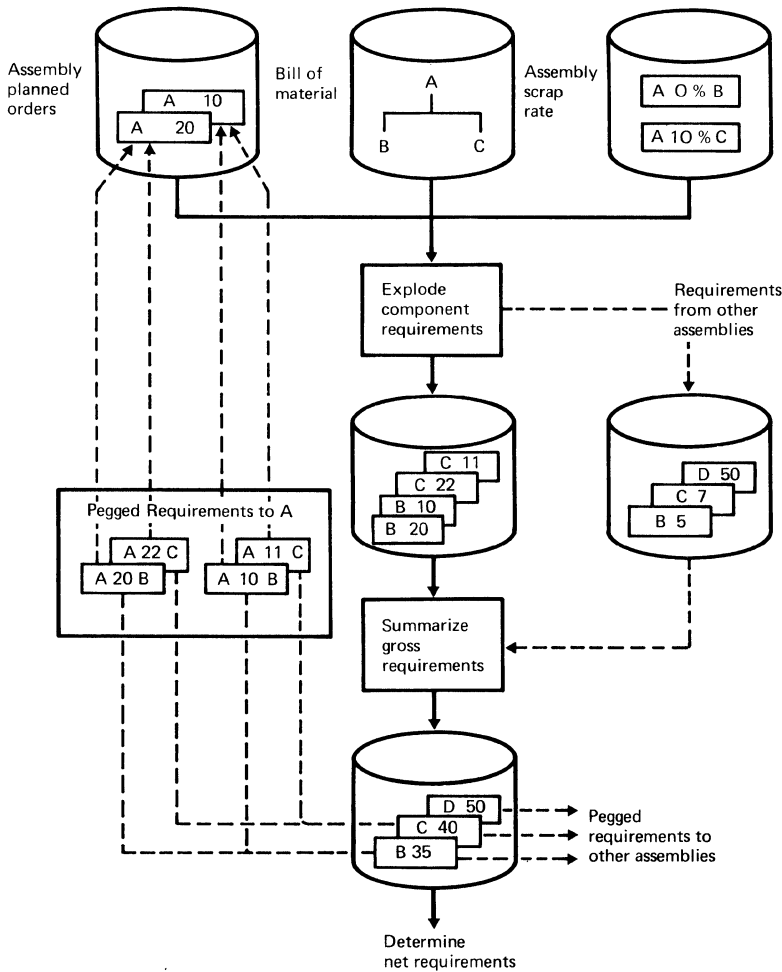 Assembly
planned
orders
A 10
A 20
Bill of
material
A
B C
Assembly
scrap
rate
A 0 % B
A 10 % C
Explode
component
requirements
Requirements
from other
assemblies
C 11
C 22
B 10
B 20
D 50
C 7
B 5
Pegged Requirements to A
A 22 C
A 20 B
A 11 C
A 10 B
Summarize
gross
requirements
D 50
C 40
B 35
Pegged
requirements to
other assemblies
Determine
net requirements